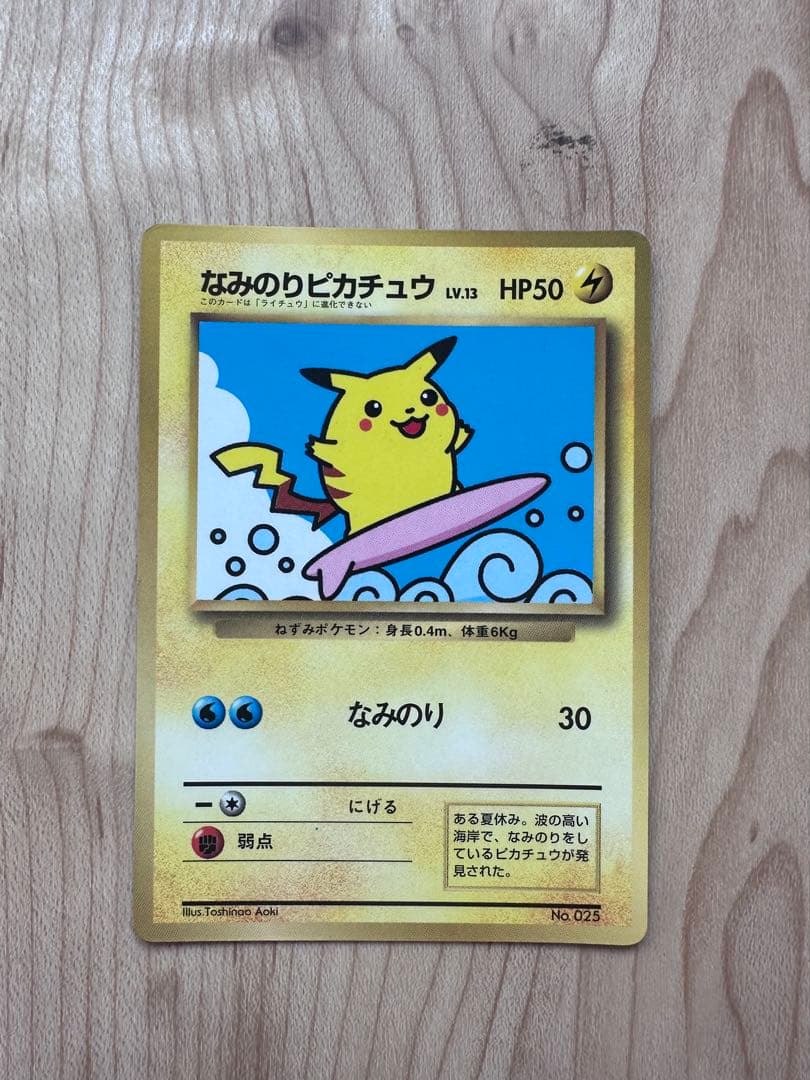 なみのりピカチュウ LV.13 HP50
このカードは「ライチュウ」に進化できない
ねずみポケモン：身長0.4m、体重6Kg
なみのり 30
にげる
弱点
ある夏休み。波の高い
海岸で、なみのりをし
ているピカチュウが発
見された。
Illus.Toshinao Aoki
No.025